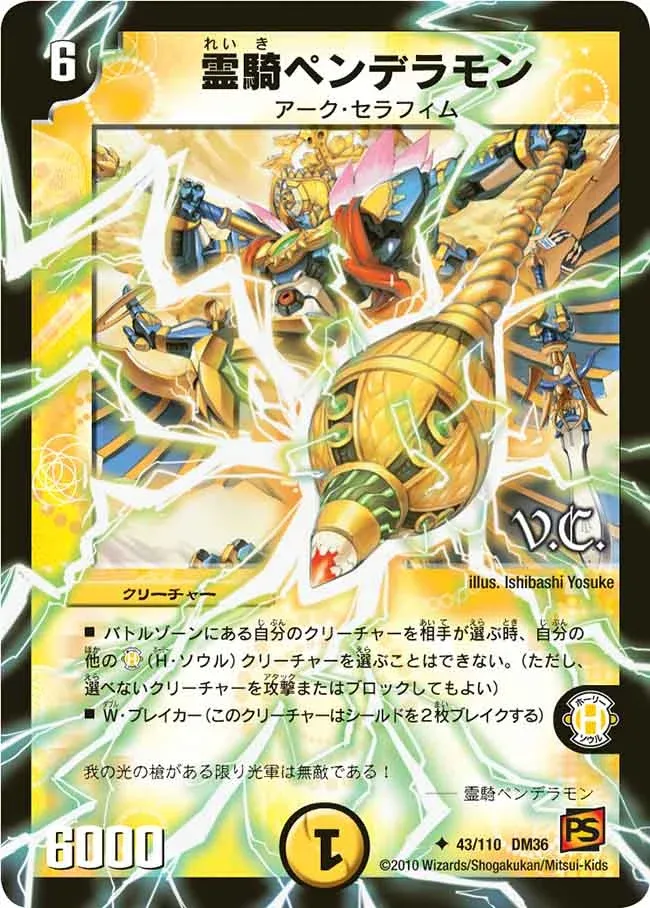 6
れいき
霊騎ペンデラモン
アーク・セラフィム
V.C.
illus. Ishibashi Yosuke
クリーチャー
■ バトルゾーンにある自分のクリーチャーを相手が選ぶ時、自分の
他のH(H・ソウル)クリーチャーを選ぶことはできない。(ただし、
選べないクリーチャーを攻撃またはブロックしてもよい)
■ W・ブレイカー(このクリーチャーはシールドを2枚ブレイクする)
ホーリー
H
ソウル
我の光の槍がある限り光軍は無敵である!
── 霊騎ペンデラモン
6000
1
43/110 DM36
PS
©2010 Wizards/Shogakukan/Mitsui-Kids